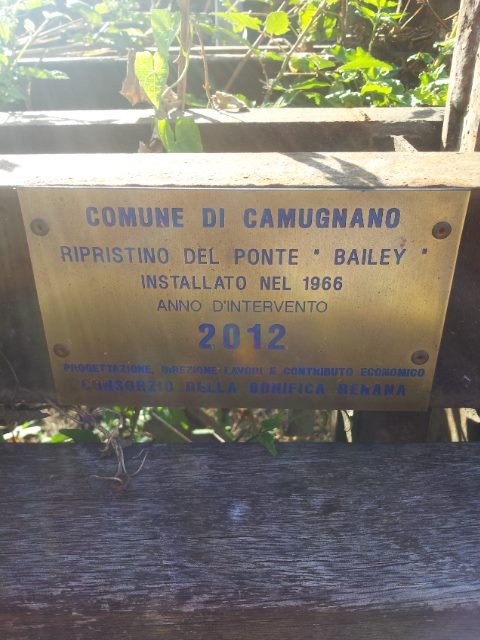 COMUNE DI CAMUGNANO
RIPRISTINO DEL PONTE " BAILEY "
INSTALLATO NEL 1966
ANNO D'INTERVENTO
2012
PROGETTAZIONE, DIREZIONE LAVORI E CONTRIBUTO ECONOMICO
CONSORZIO DELLA BONIFICA RENANA